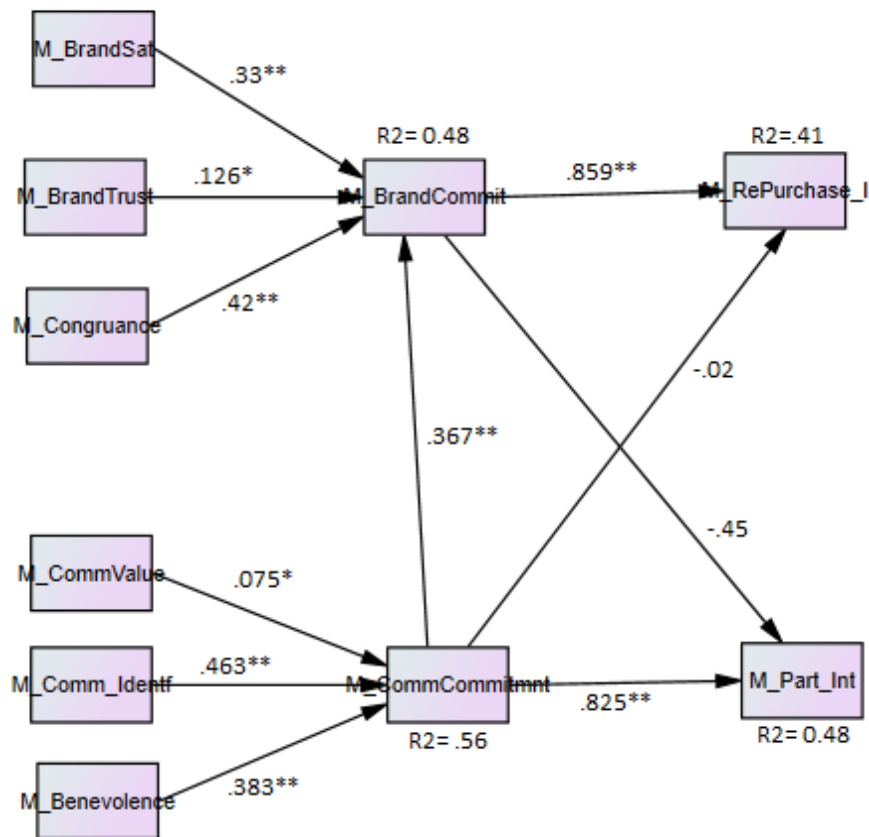 M_BrandSat
.33**
R2= 0.48
R2=.41
M_BrandTrust
.126*
M_BrandCommit
.859**
M_RePurchase_I
M_Congruance
.42**
-.02
.367**
-.45
M_CommValue
.075*
M_Comm_Identf
.463**
M_CommCommitmnt
.825**
M_Part_Int
R2= .56
R2= 0.48
M_Benevolence
.383**